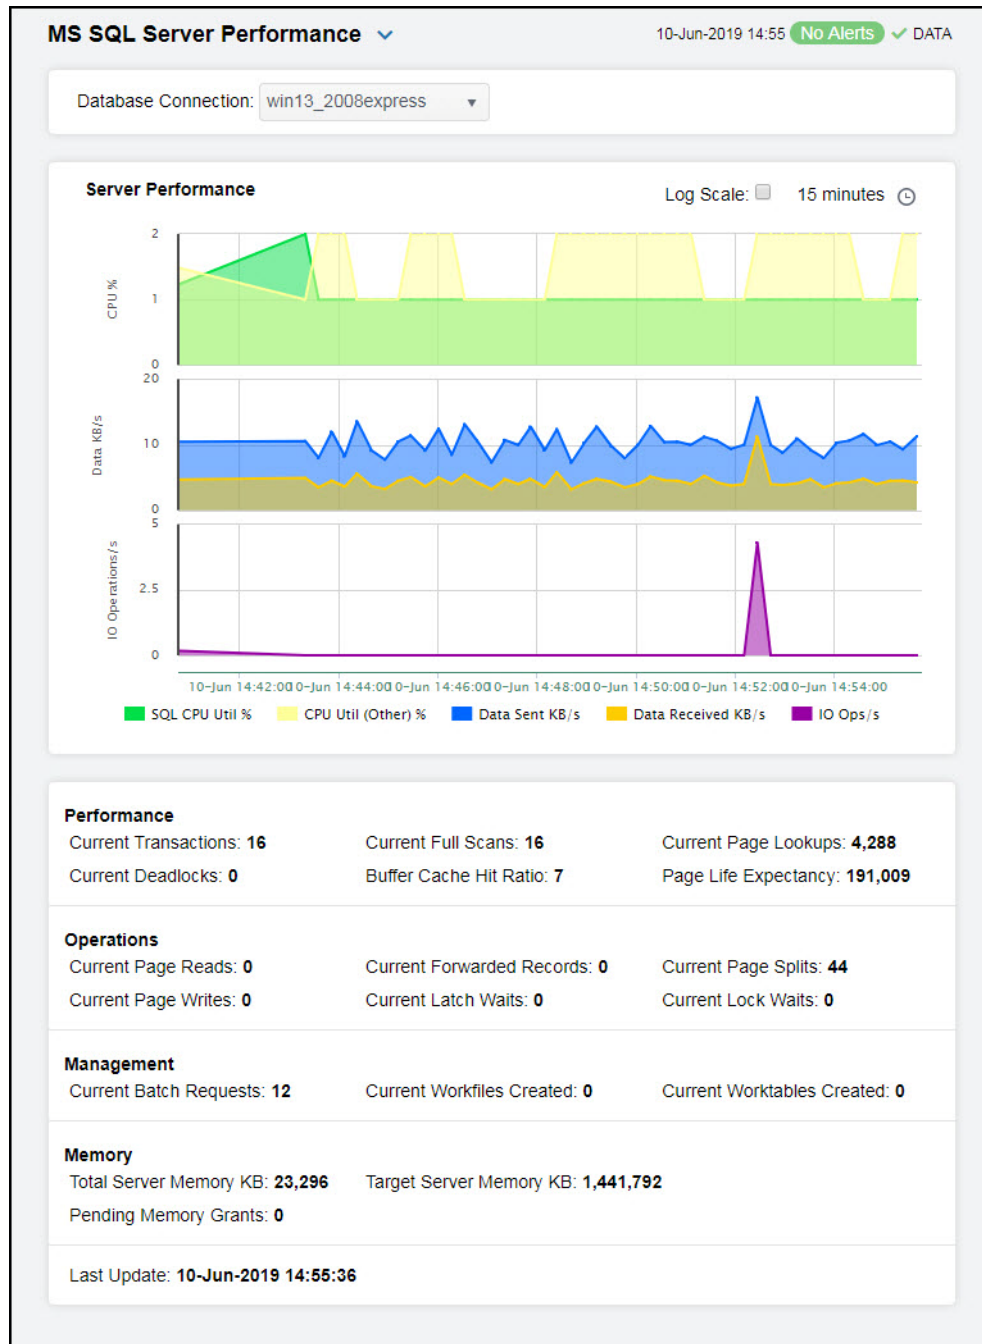 MS SQL Server Performance
10-Jun-2019 14:55 No Alerts DATA
Database Connection: win13_2008express
Server Performance
Log Scale: 15 minutes
2
1
0
CPU %
20
10
0
Data KB/s
5
2.5
0
IO Operations/s
10-Jun 14:42:00 10-Jun 14:44:00 10-Jun 14:46:00 10-Jun 14:48:00 10-Jun 14:50:00 10-Jun 14:52:00 10-Jun 14:54:00
SQL CPU Util % CPU Util (Other) % Data Sent KB/s Data Received KB/s IO Ops/s
Performance
Current Transactions: 16 Current Full Scans: 16 Current Page Lookups: 4,288
Current Deadlocks: 0 Buffer Cache Hit Ratio: 7 Page Life Expectancy: 191,009
Operations
Current Page Reads: 0 Current Forwarded Records: 0 Current Page Splits: 44
Current Page Writes: 0 Current Latch Waits: 0 Current Lock Waits: 0
Management
Current Batch Requests: 12 Current Workfiles Created: 0 Current Worktables Created: 0
Memory
Total Server Memory KB: 23,296 Target Server Memory KB: 1,441,792
Pending Memory Grants: 0
Last Update: 10-Jun-2019 14:55:36